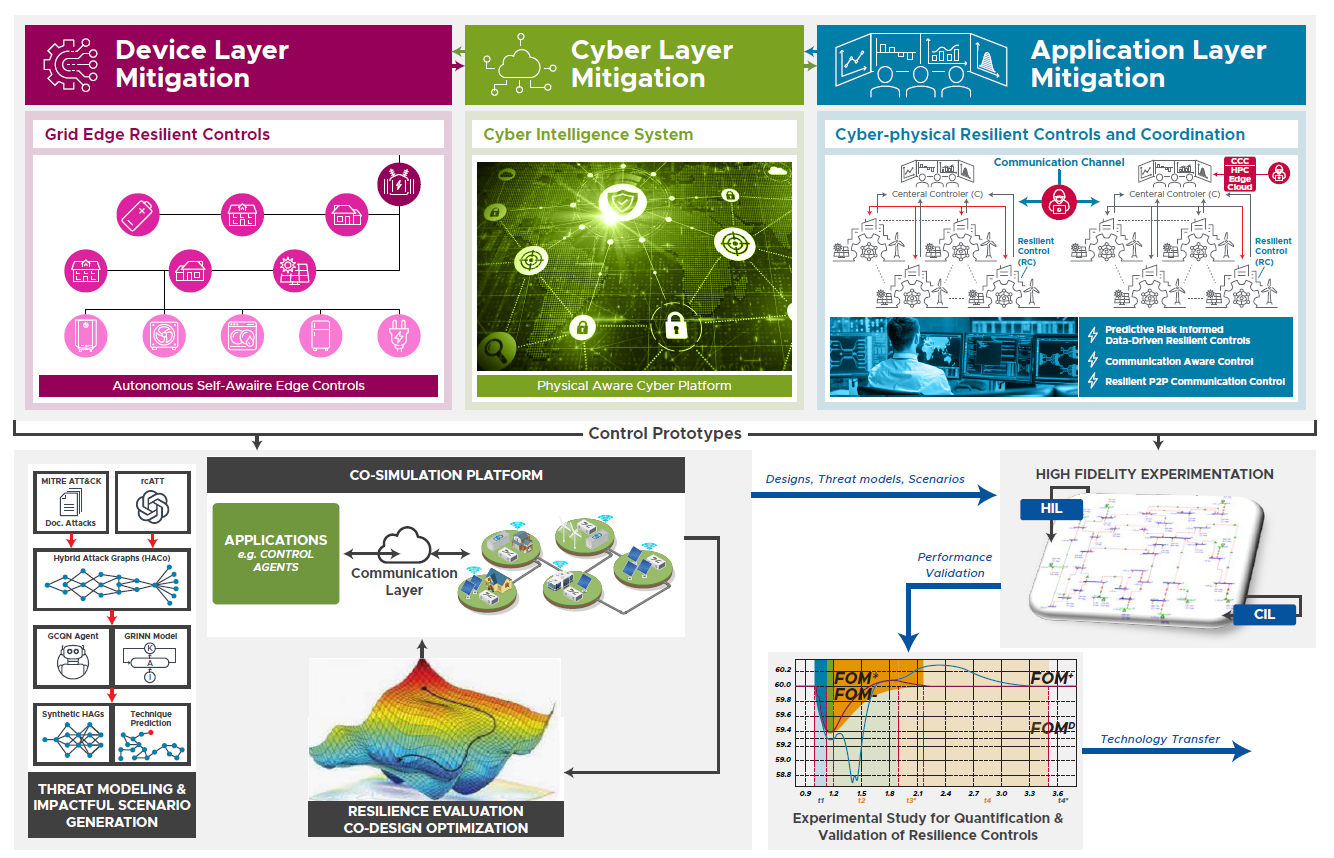 Device Layer
Mitigation
Cyber Layer
Mitigation
Application Layer
Mitigation
Grid Edge Resilient Controls
Autonomous Self-Awaiire Edge Controls
Cyber Intelligence System
Physical Aware Cyber Platform
Cyber-physical Resilient Controls and Coordination
Communication Channel
Centeral Controler (C)
Centeral Controler (C)
CCC
HPC
Edge
Cloud
Resilient
Control
(RC)
Resilient
Control
(RC)
Predictive Risk Informed
Data-Driven Resilient Controls
Communication Aware Control
Resilient P2P Communication Control
Control Prototypes
MITRE ATT&CK
Doc. Attacks
rcATT
Hybrid Attack Graphs (HACo)
GCQN Agent
GRINN Model
K
A
I
Synthetic HAGs
Technique
Prediction
THREAT MODELING &
IMPACTFUL SCENARIO
GENERATION
CO-SIMULATION PLATFORM
APPLICATIONS
e.g. CONTROL
AGENTS
Communication
Layer
RESILIENCE EVALUATION
CO-DESIGN OPTIMIZATION
Designs, Threat models, Scenarios
HIGH FIDELITY EXPERIMENTATION
HIL
CIL
Performance
Validation
60.2
60.0
59.8
59.6
59.4
59.2
59.0
58.8
FOM*
FOM-
FOM+
FOMD
0.9 1.2 1.5 1.8 2.1 2.4 2.7 3.0 3.3 3.6
t1 t2 t3* t4 t4*
Experimental Study for Quantification &
Validation of Resilience Controls
Technology Transfer